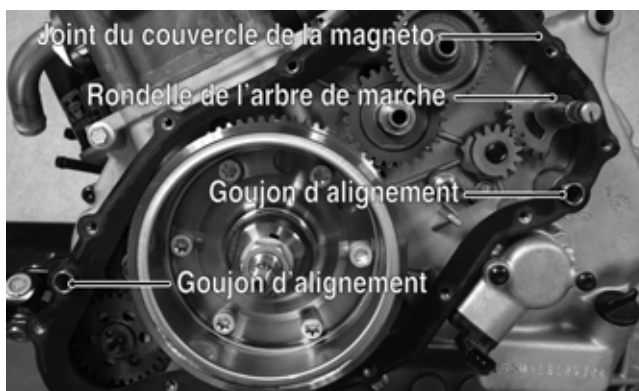 Joint du couvercle de la magnéto
Rondelle de l'arbre de marche
Goujon d'alignement
Goujon d'alignement